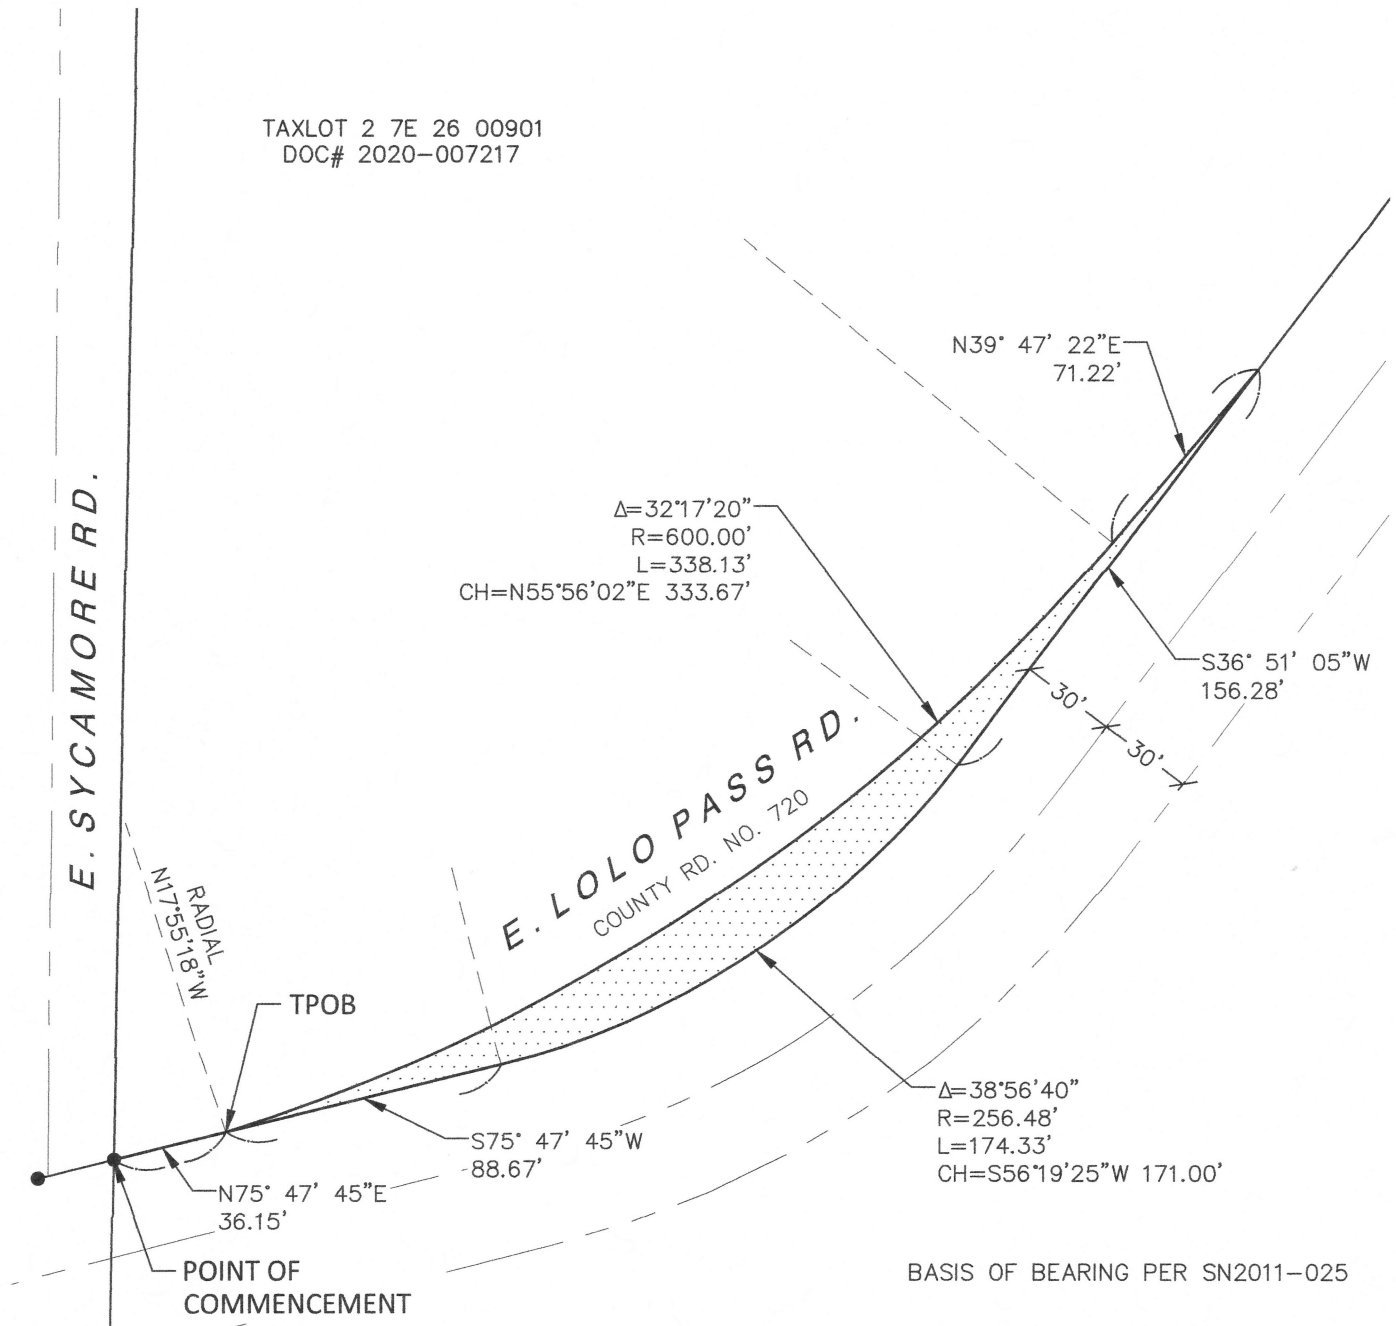 TAXLOT 2 7E 26 00901
DOC# 2020-007217
N39° 47' 22"E
71.22'
Δ=32°17'20"
R=600.00'
L=338.13'
CH=N55°56'02"E 333.67'
S36° 51' 05"W
156.28'
30'
30'
E. SYCAMORE RD.
E. LOLO PASS RD.
COUNTY RD. NO. 720
RADIAL
N17°55'18"W
TPOB
Δ=38°56'40"
R=256.48'
L=174.33'
CH=S56°19'25"W 171.00'
S75° 47' 45"W
88.67'
N75° 47' 45"E
36.15'
POINT OF
COMMENCEMENT
BASIS OF BEARING PER SN2011-025